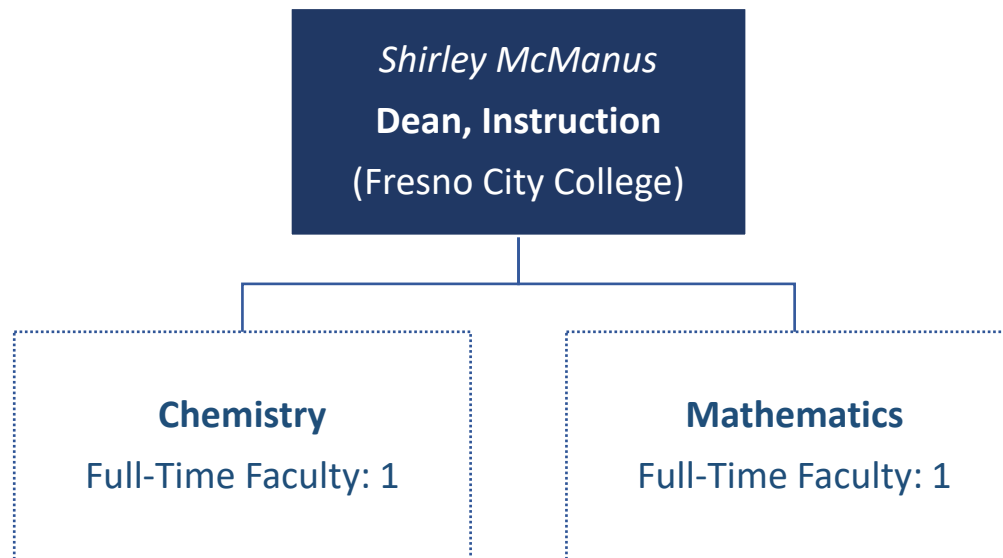 Shirley McManus
Dean, Instruction
(Fresno City College)
Chemistry
Full-Time Faculty: 1
Mathematics
Full-Time Faculty: 1